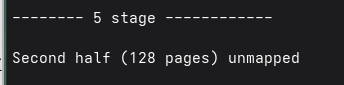 -------- 5 stage ------------
Second half (128 pages) unmapped